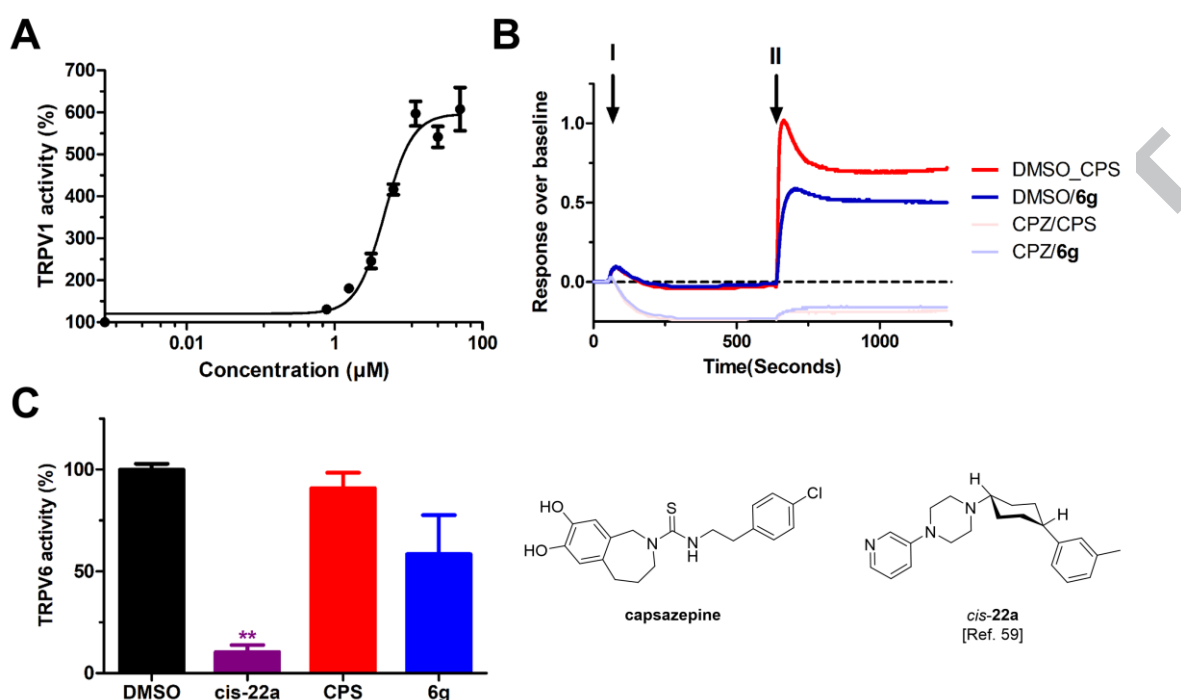 A
TRPV1 activity (%)
700
600
500
400
300
200
100
0.01
1
100
Concentration (µM)
B
I
II
Response over baseline
1.0
0.5
0.0
0
500
1000
Time(Seconds)
DMSO_CPS
DMSO/6g
CPZ/CPS
CPZ/6g
C
TRPV6 activity (%)
100
50
0
**
DMSO
cis-22a
CPS
6g
HO
HO
N
S
N
H
Cl
capsazepine
N
N
N
H
H
cis-22a
[Ref. 59]